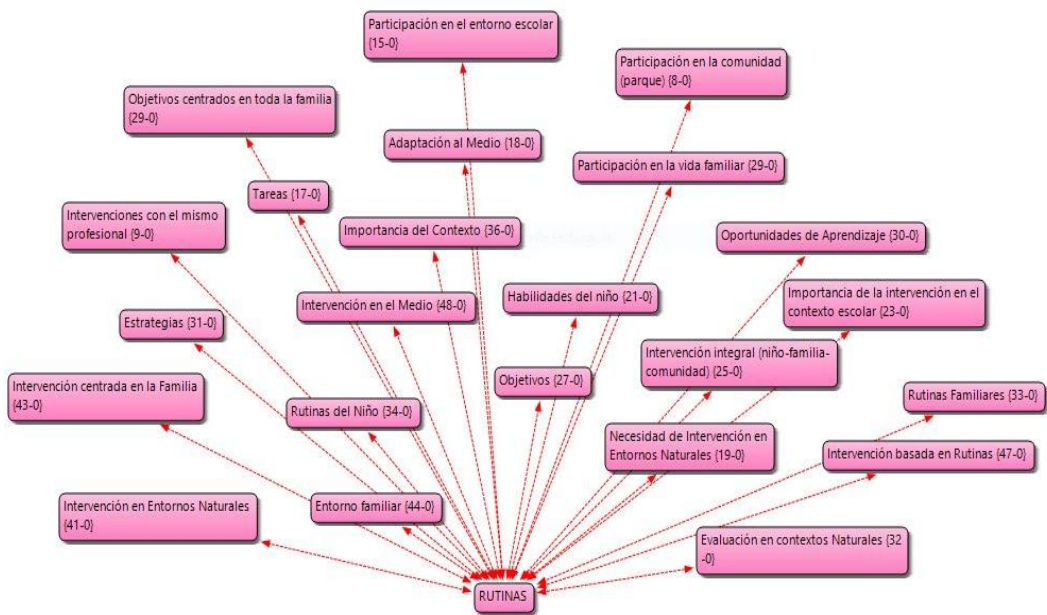 Participación en el entorno escolar
{15-0}
Participación en la comunidad
(parque) {8-0}
Objetivos centrados en toda la familia
{29-0}
Adaptación al Medio {18-0}
Participación en la vida familiar {29-0}
Tareas {17-0}
Intervenciones con el mismo
profesional {9-0}
Importancia del Contexto {36-0}
Oportunidades de Aprendizaje {30-0}
Intervención en el Medio {48-0}
Habilidades del niño {21-0}
Importancia de la intervención en el
contexto escolar {23-0}
Estrategias {31-0}
Intervención integral (niño-familia-
comunidad) {25-0}
Intervención centrada en la Familia
{43-0}
Objetivos {27-0}
Rutinas Familiares {33-0}
Rutinas del Niño {34-0}
Necesidad de Intervención en
Entornos Naturales {19-0}
Intervención basada en Rutinas {47-0}
Intervención en Entornos Naturales
{41-0}
Entorno familiar {44-0}
Evaluación en contextos Naturales {32
-0}
RUTINAS